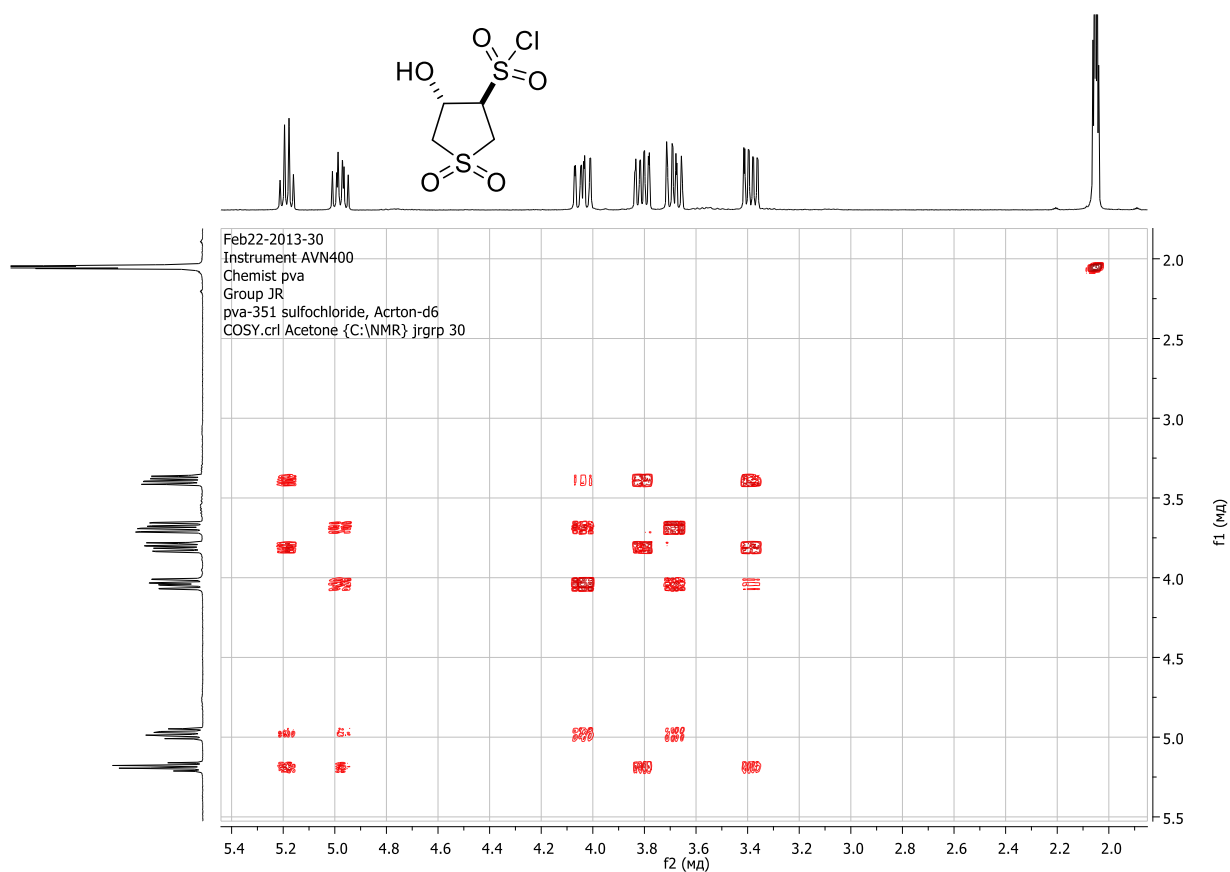 O Cl
HO S O
S
O O
Feb22-2013-30
Instrument AVN400
Chemist pva
Group JR
pva-351 sulfochloride, Acrton-d6
COSY.crl Acetone {C:\NMR} jrgrp 30
2.0
2.5
3.0
3.5
4.0
4.5
5.0
5.5
f1 (мд)
5.4 5.2 5.0 4.8 4.6 4.4 4.2 4.0 3.8 3.6 3.4 3.2 3.0 2.8 2.6 2.4 2.2 2.0
f2 (мд)